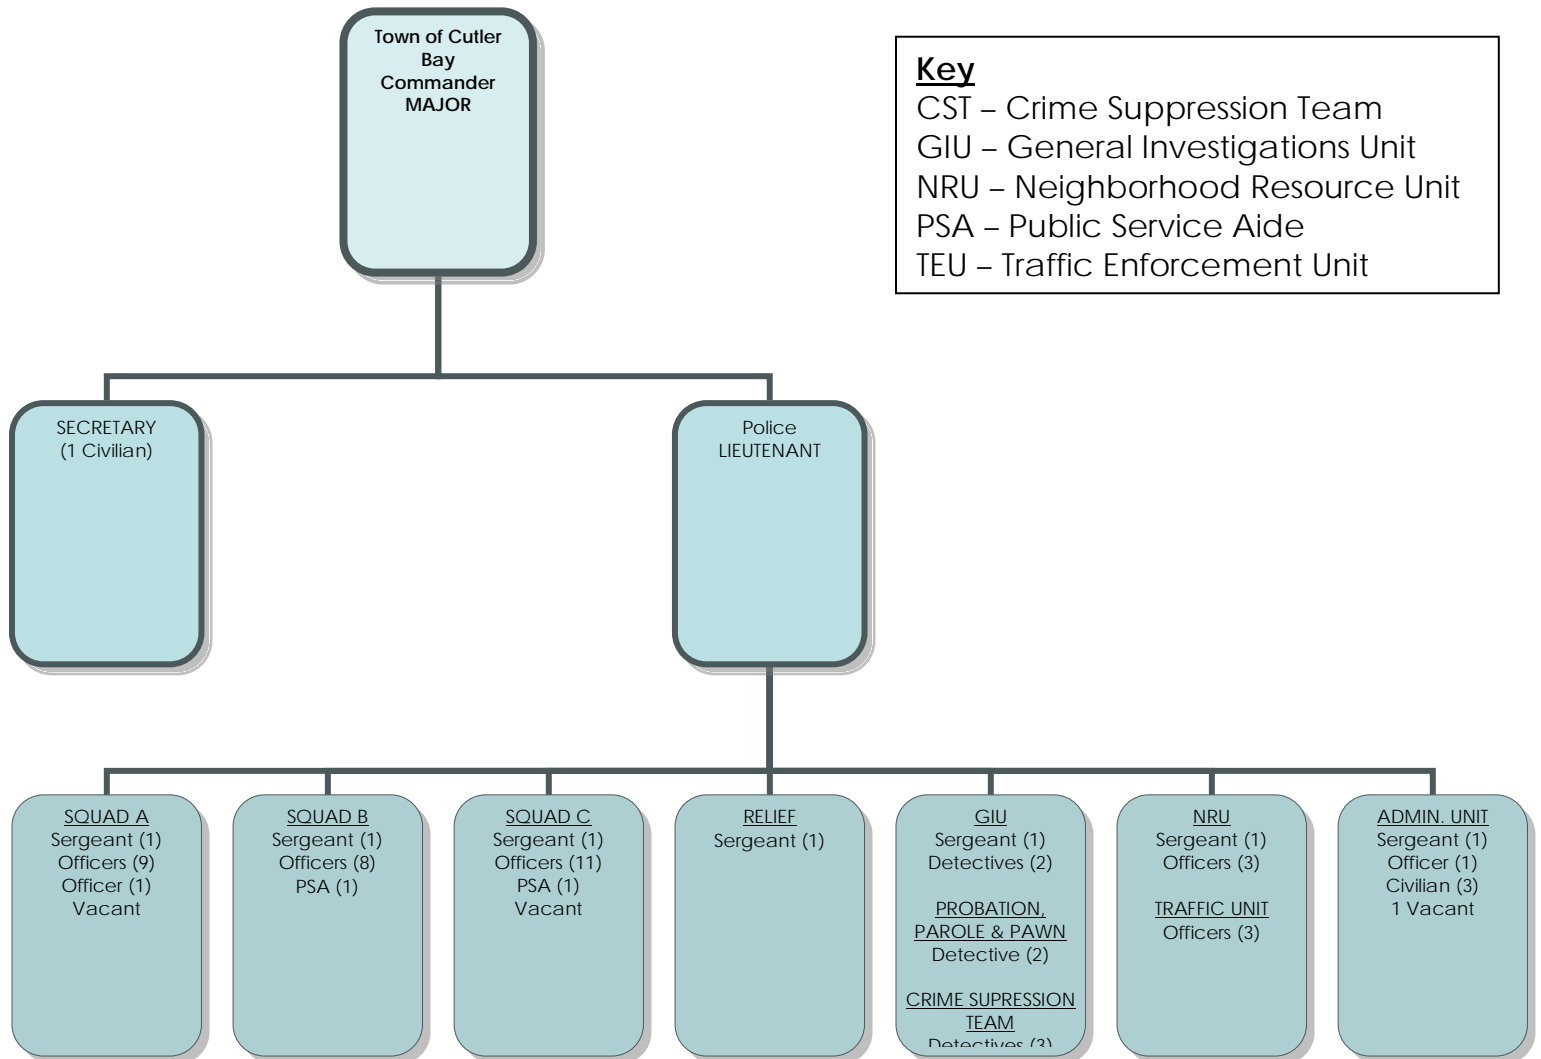 Town of Cutler
Bay
Commander
MAJOR
Key
CST – Crime Suppression Team
GIU – General Investigations Unit
NRU – Neighborhood Resource Unit
PSA – Public Service Aide
TEU – Traffic Enforcement Unit
SECRETARY
(1 Civilian)
Police
LIEUTENANT
SQUAD A
Sergeant (1)
Officers (9)
Officer (1)
Vacant
SQUAD B
Sergeant (1)
Officers (8)
PSA (1)
SQUAD C
Sergeant (1)
Officers (11)
PSA (1)
Vacant
RELIEF
Sergeant (1)
GIU
Sergeant (1)
Detectives (2)
PROBATION,
PAROLE & PAWN
Detective (2)
CRIME SUPRESSION
TEAM
Detectives (3)
NRU
Sergeant (1)
Officers (3)
TRAFFIC UNIT
Officers (3)
ADMIN. UNIT
Sergeant (1)
Officer (1)
Civilian (3)
1 Vacant